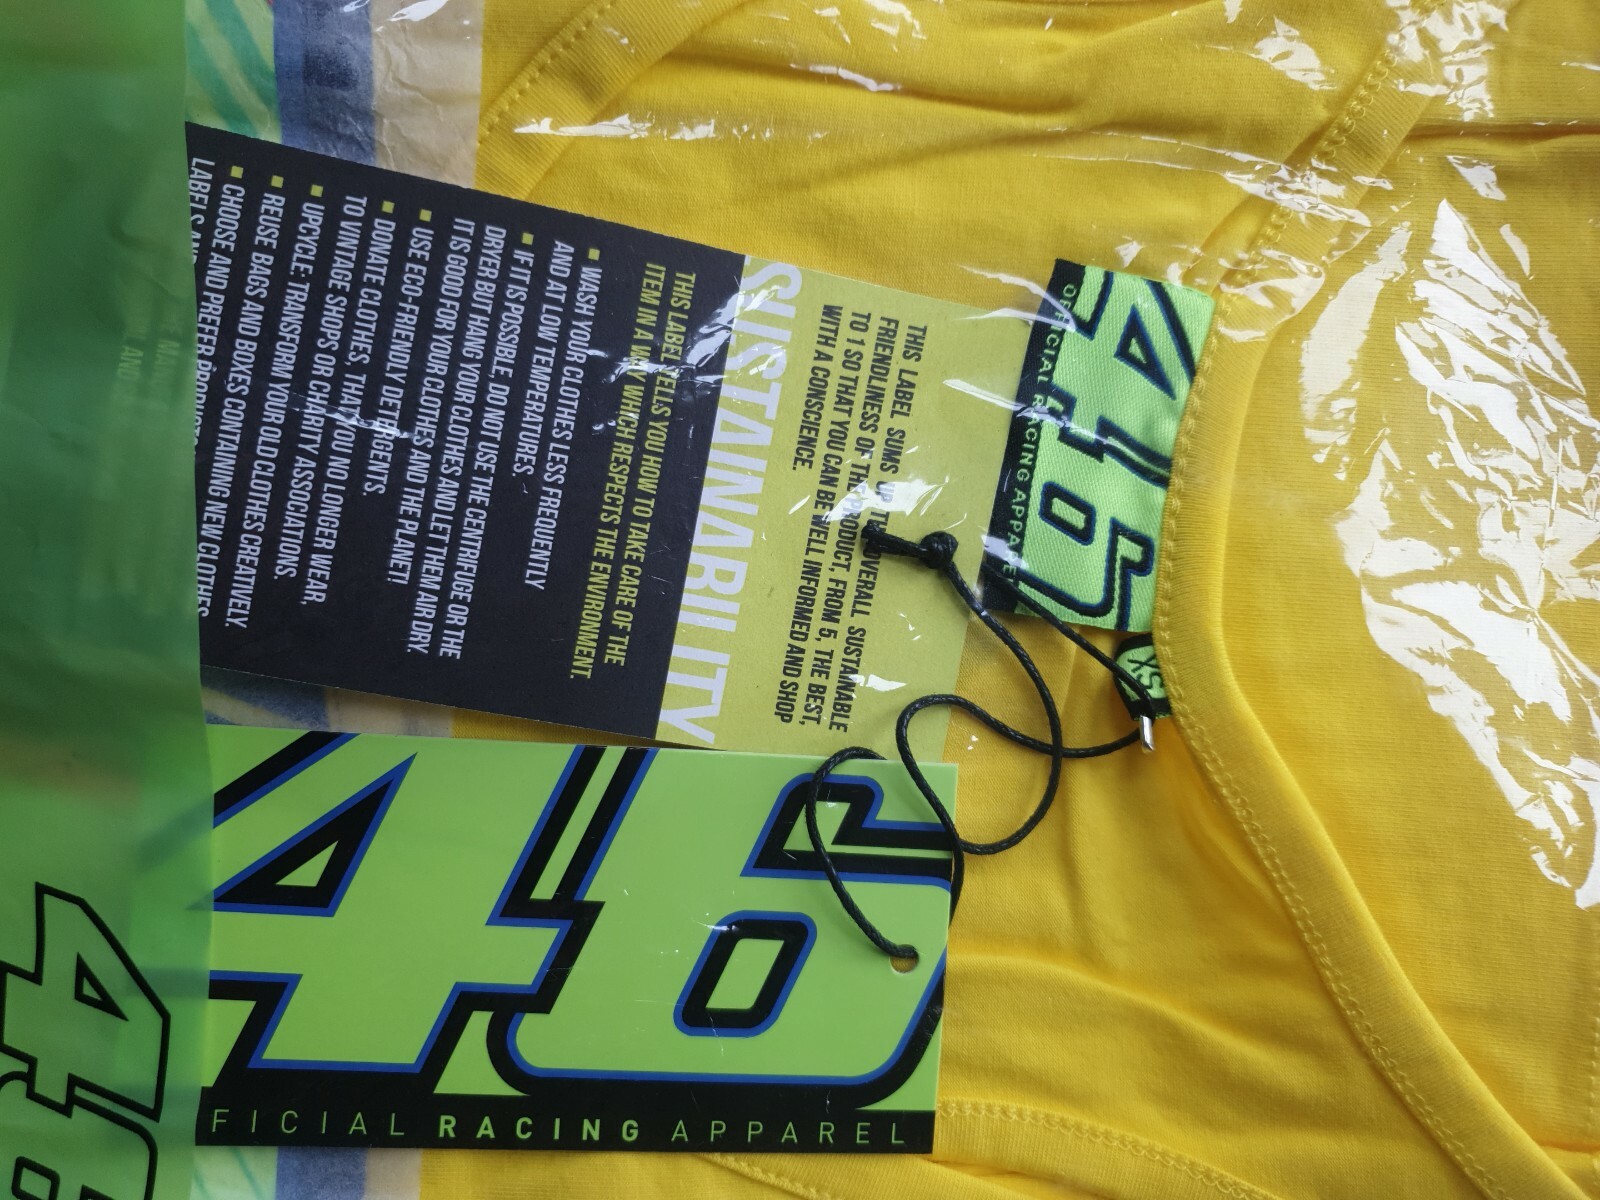 46
OFFICIAL RACING APPAREL
XS
THIS LABEL SUMS UP OVERALL SUSTAINABLE
FRIENDLINESS OF THE PRODUCT, FROM 5, THE BEST,
TO 1 SO THAT YOU CAN BE WELL INFORMED AND SHOP
WITH A CONSCIENCE.
SUSTAINABILITY
THIS LABEL TELLS YOU HOW TO TAKE CARE OF THE
ITEM IN A WAY WHICH RESPECTS THE ENVIRONMENT.
WASH YOUR CLOTHES LESS FREQUENTLY
AND AT LOW TEMPERATURES.
IF IT IS POSSIBLE, DO NOT USE THE CENTRIFUGE OR THE
DRYER BUT HANG YOUR CLOTHES AND LET THEM AIR DRY.
IT IS GOOD FOR YOUR CLOTHES AND THE PLANET!
USE ECO-FRIENDLY DETERGENTS.
DONATE CLOTHES, THAT YOU NO LONGER WEAR,
TO VINTAGE SHOPS OR CHARITY ASSOCIATIONS.
UPCYCLE: TRANSFORM YOUR OLD CLOTHES CREATIVELY.
REUSE BAGS AND BOXES CONTAINING NEW CLOTHES
CHOOSE AND PREFER PRODUCTS
LABELS AND
46
FICIAL RACING APPAREL
46